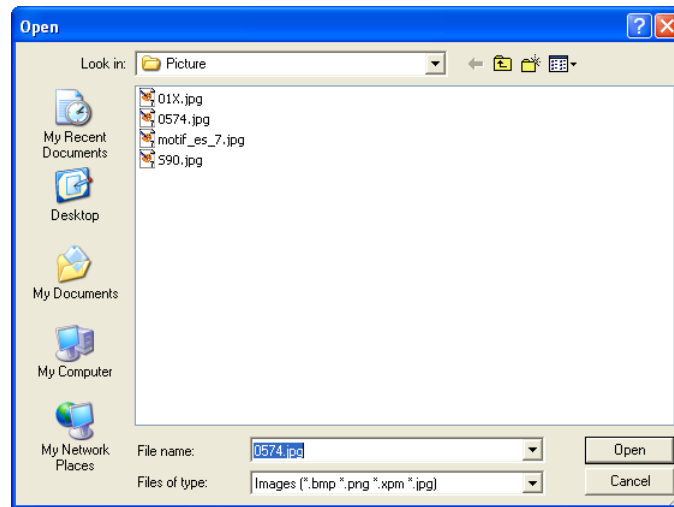 Open
Look in: Picture
01X.jpg
0574.jpg
motif_es_7.jpg
S90.jpg
My Recent
Documents
Desktop
My Documents
My Computer
My Network
Places
File name: 0574.jpg Open
Files of type: Images (*.bmp *.png *.xpm *.jpg) Cancel